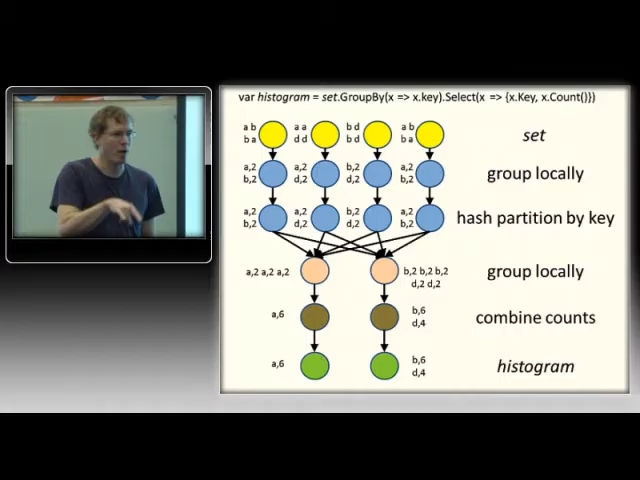 var histogram = set.GroupBy(x => x.key).Select(x => {x.Key, x.Count()})
a b a a b d a b
b a d d b d b a
set
a,2 a,2 b,2 a,2
b,2 d,2 d,2 b,2
group locally
a,2 a,2 b,2 a,2
b,2 d,2 d,2 b,2
hash partition by key
a,2 a,2 a,2
b,2 b,2 b,2
d,2 d,2
group locally
a,6
b,6
d,4
combine counts
a,6
b,6
d,4
histogram